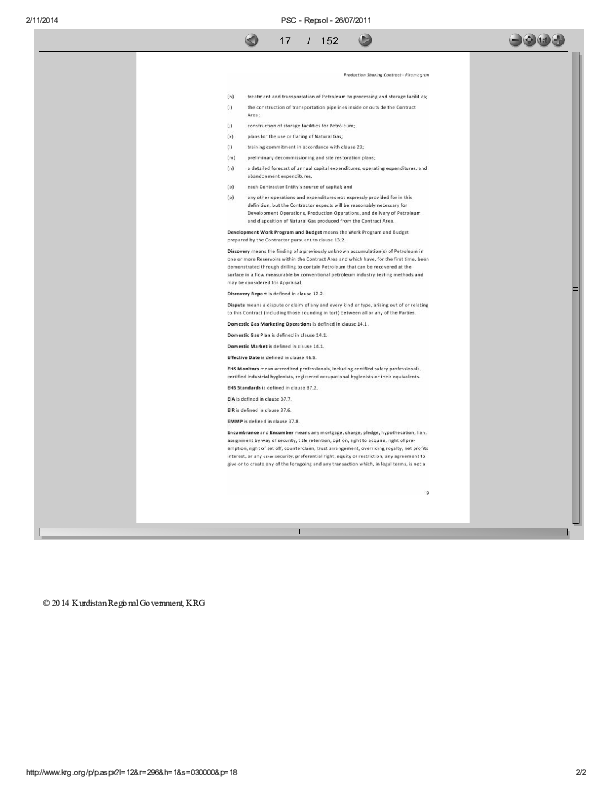 2/11/2014 PSC - Repsol - 26/07/2011
17 / 152
Production Sharing Contract - Piramagrun
treatment and transportation of Petroleum to processing and storage facilities;
the construction of transportation pipelines inside or outside the Contract
Area;
construction of storage facilities for Petroleum;
plans for the use or flaring of Natural Gas;
training commitment in accordance with clause 23;
preliminary decommissioning and site restoration plans;
a detailed forecast of annual capital expenditures, operating expenditures, and
abandonment expenditures;
each Contractor Entity's source of capital; and
any other operations and expenditures not expressly provided for in this
definition, but the Contractor expects will be reasonably necessary for
Development Operations, Production Operations, and delivery of Petroleum
and disposition of Natural Gas produced from the Contract Area.
Development Work Program and Budget means the Work Program and Budget
prepared by the Contractor pursuant to clause 13.2.
Discovery means the finding of a previously unknown accumulation(s) of Petroleum in
one or more Reservoirs within the Contract Area and which have, for the first time, been
demonstrated through drilling to contain Petroleum that can be recovered at the
surface in a flow measurable by conventional petroleum industry testing methods and
may be considered for Appraisal.
Discovery Report is defined in clause 12.2.
Dispute means a dispute or claim of any and every kind or type, arising out of or relating
to this Contract (including those sounding in tort) between all or any of the Parties.
Domestic Gas Marketing Operations is defined in clause 14.1.
Domestic Gas Plan is defined in clause 14.1.
Domestic Market is defined in clause 14.1.
Effective Date is defined in clause 46.8.
EHS Monitors mean accredited professionals, including certified safety professionals
certified industrial hygienists, registered occupational hygienists or their equivalents.
EHS Standards is defined in clause 37.2.
EIA is defined in clause 37.7.
EIR is defined in clause 37.6.
EMMP is defined in clause 37.8.
Encumbrance and Encumber means any mortgage, charge, pledge, hypothecation, lien,
assignment by way of security, title retention, option, right to acquire, right of pre-
emption, right of set off, counterclaim, trust arrangement, overriding royalty, net profits
interest, or any other security, preferential right, equity or restriction, any agreement to
give or to create any of the foregoing and any transaction which, in legal terms, is not a
9
© 2014 Kurdistan Regional Government, KRG
http://www.krg.org/p/p.aspx?l=12&r=296&h=1&s=030000&p=18 2/2